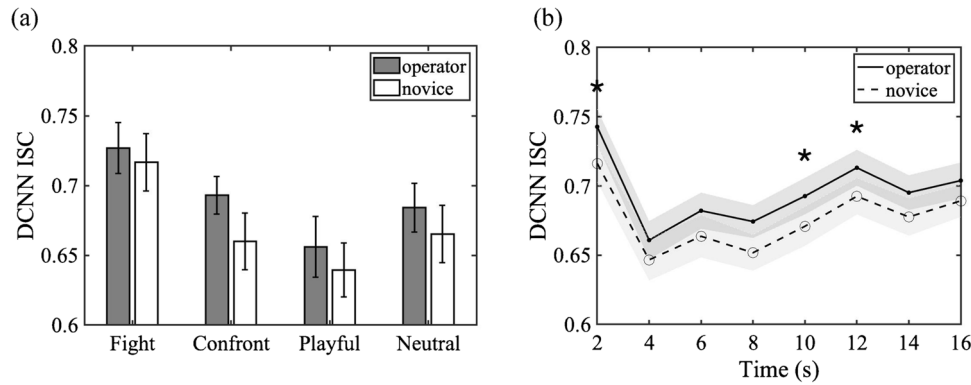 (a)
0.8
0.75
0.7
0.65
0.6
DCNN ISC
operator
novice
Fight Confront Playful Neutral
(b)
0.8
0.75
0.7
0.65
0.6
DCNN ISC
operator
novice
*
*
*
2 4 6 8 10 12 14 16
Time (s)